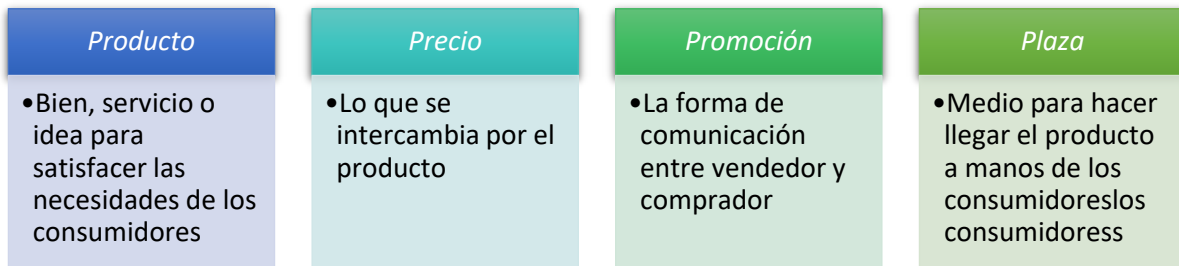 Producto
•Bien, servicio o
idea para
satisfacer las
necesidades de los
consumidores
Precio
•Lo que se
intercambia por el
producto
Promoción
•La forma de
comunicación
entre vendedor y
comprador
Plaza
•Medio para hacer
llegar el producto
a manos de los
consumidoreslos
consumidoress